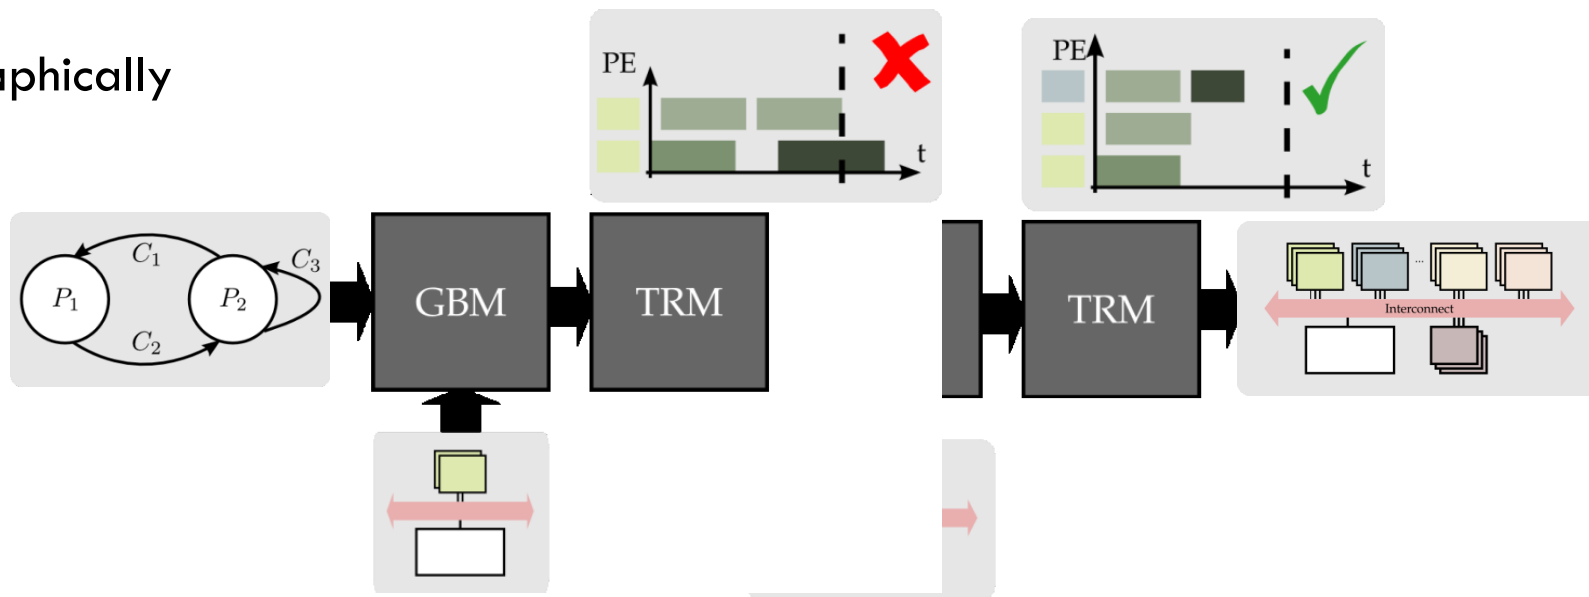 aphically
PE
t
PE
t
C1
C3
P1
P2
C2
GBM
TRM
TRM
...
Interconnect